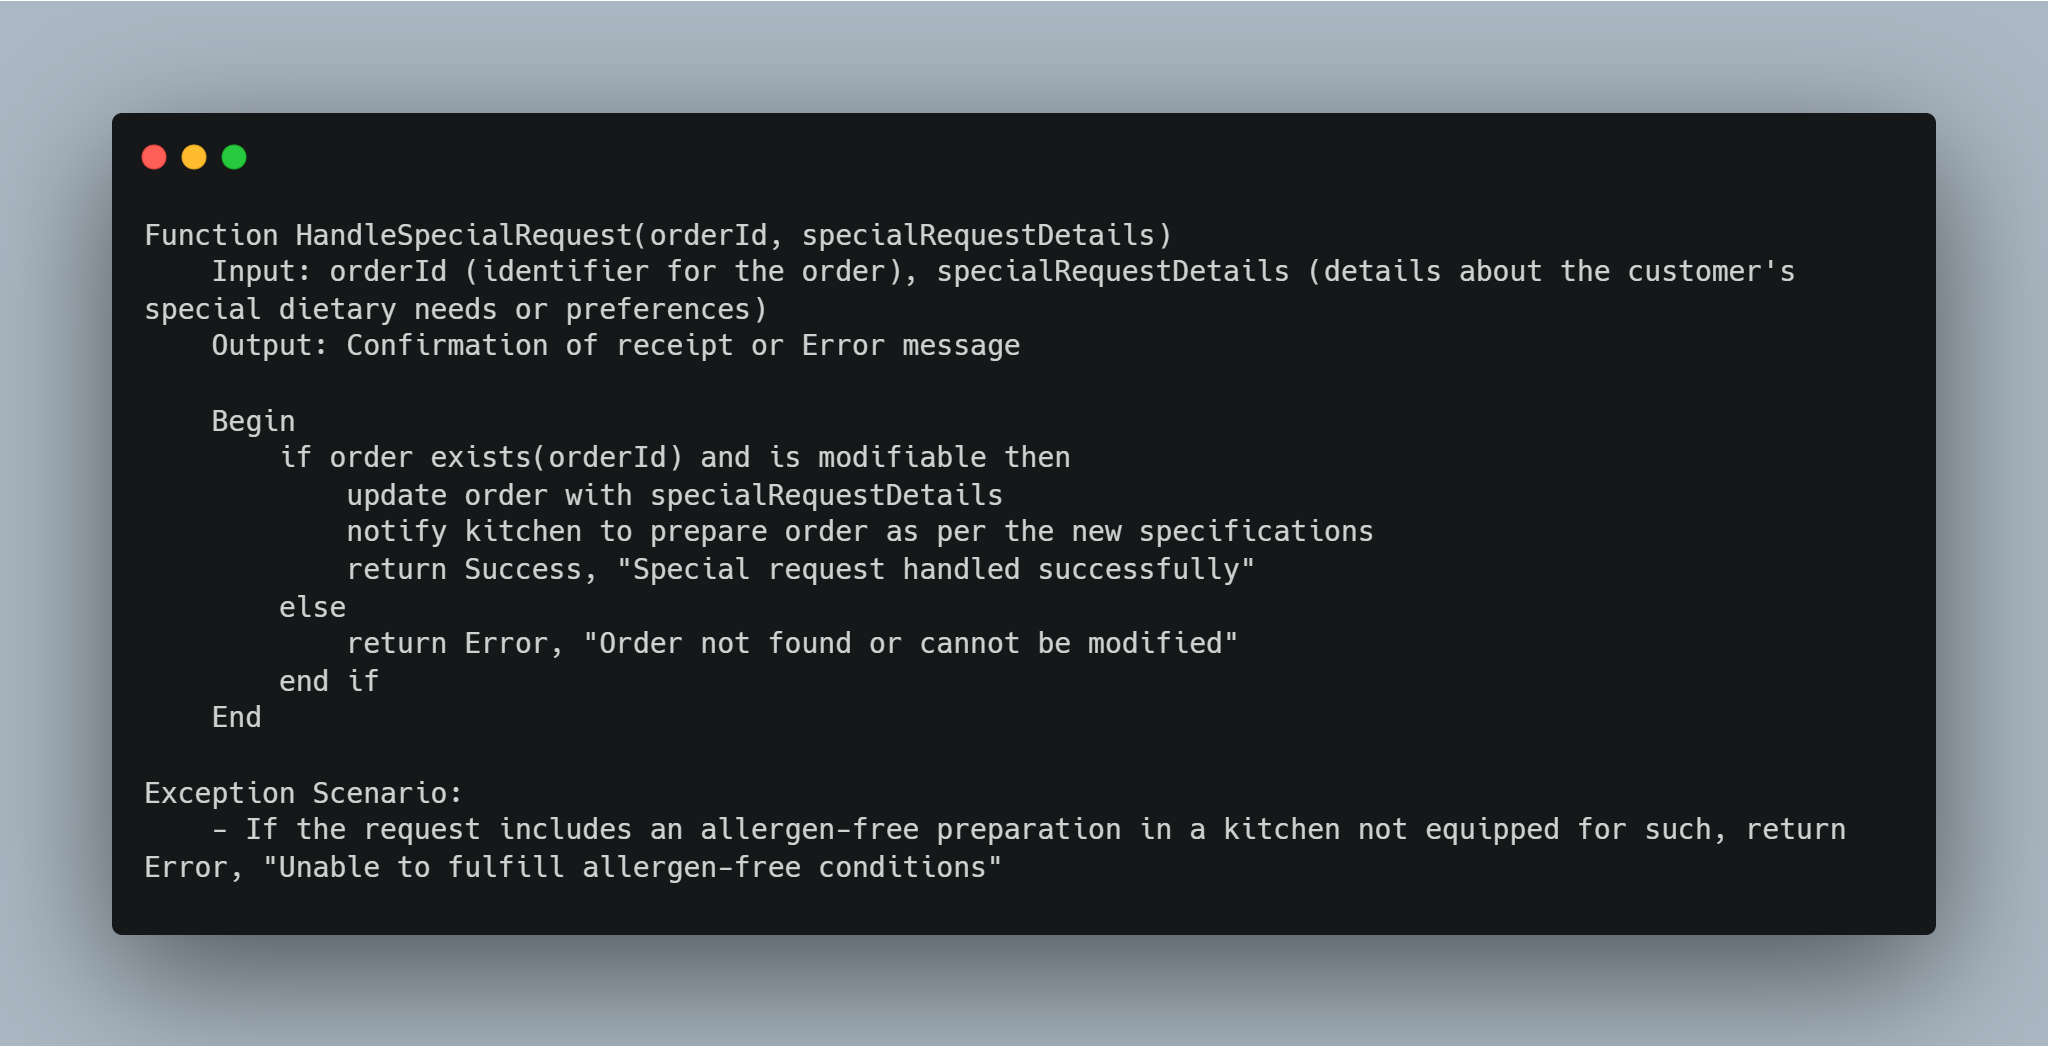 Function HandleSpecialRequest(orderId, specialRequestDetails)
    Input: orderId (identifier for the order), specialRequestDetails (details about the customer's
special dietary needs or preferences)
    Output: Confirmation of receipt or Error message

    Begin
        if order exists(orderId) and is modifiable then
            update order with specialRequestDetails
            notify kitchen to prepare order as per the new specifications
            return Success, "Special request handled successfully"
        else
            return Error, "Order not found or cannot be modified"
        end if
    End

Exception Scenario:
    - If the request includes an allergen-free preparation in a kitchen not equipped for such, return
Error, "Unable to fulfill allergen-free conditions"